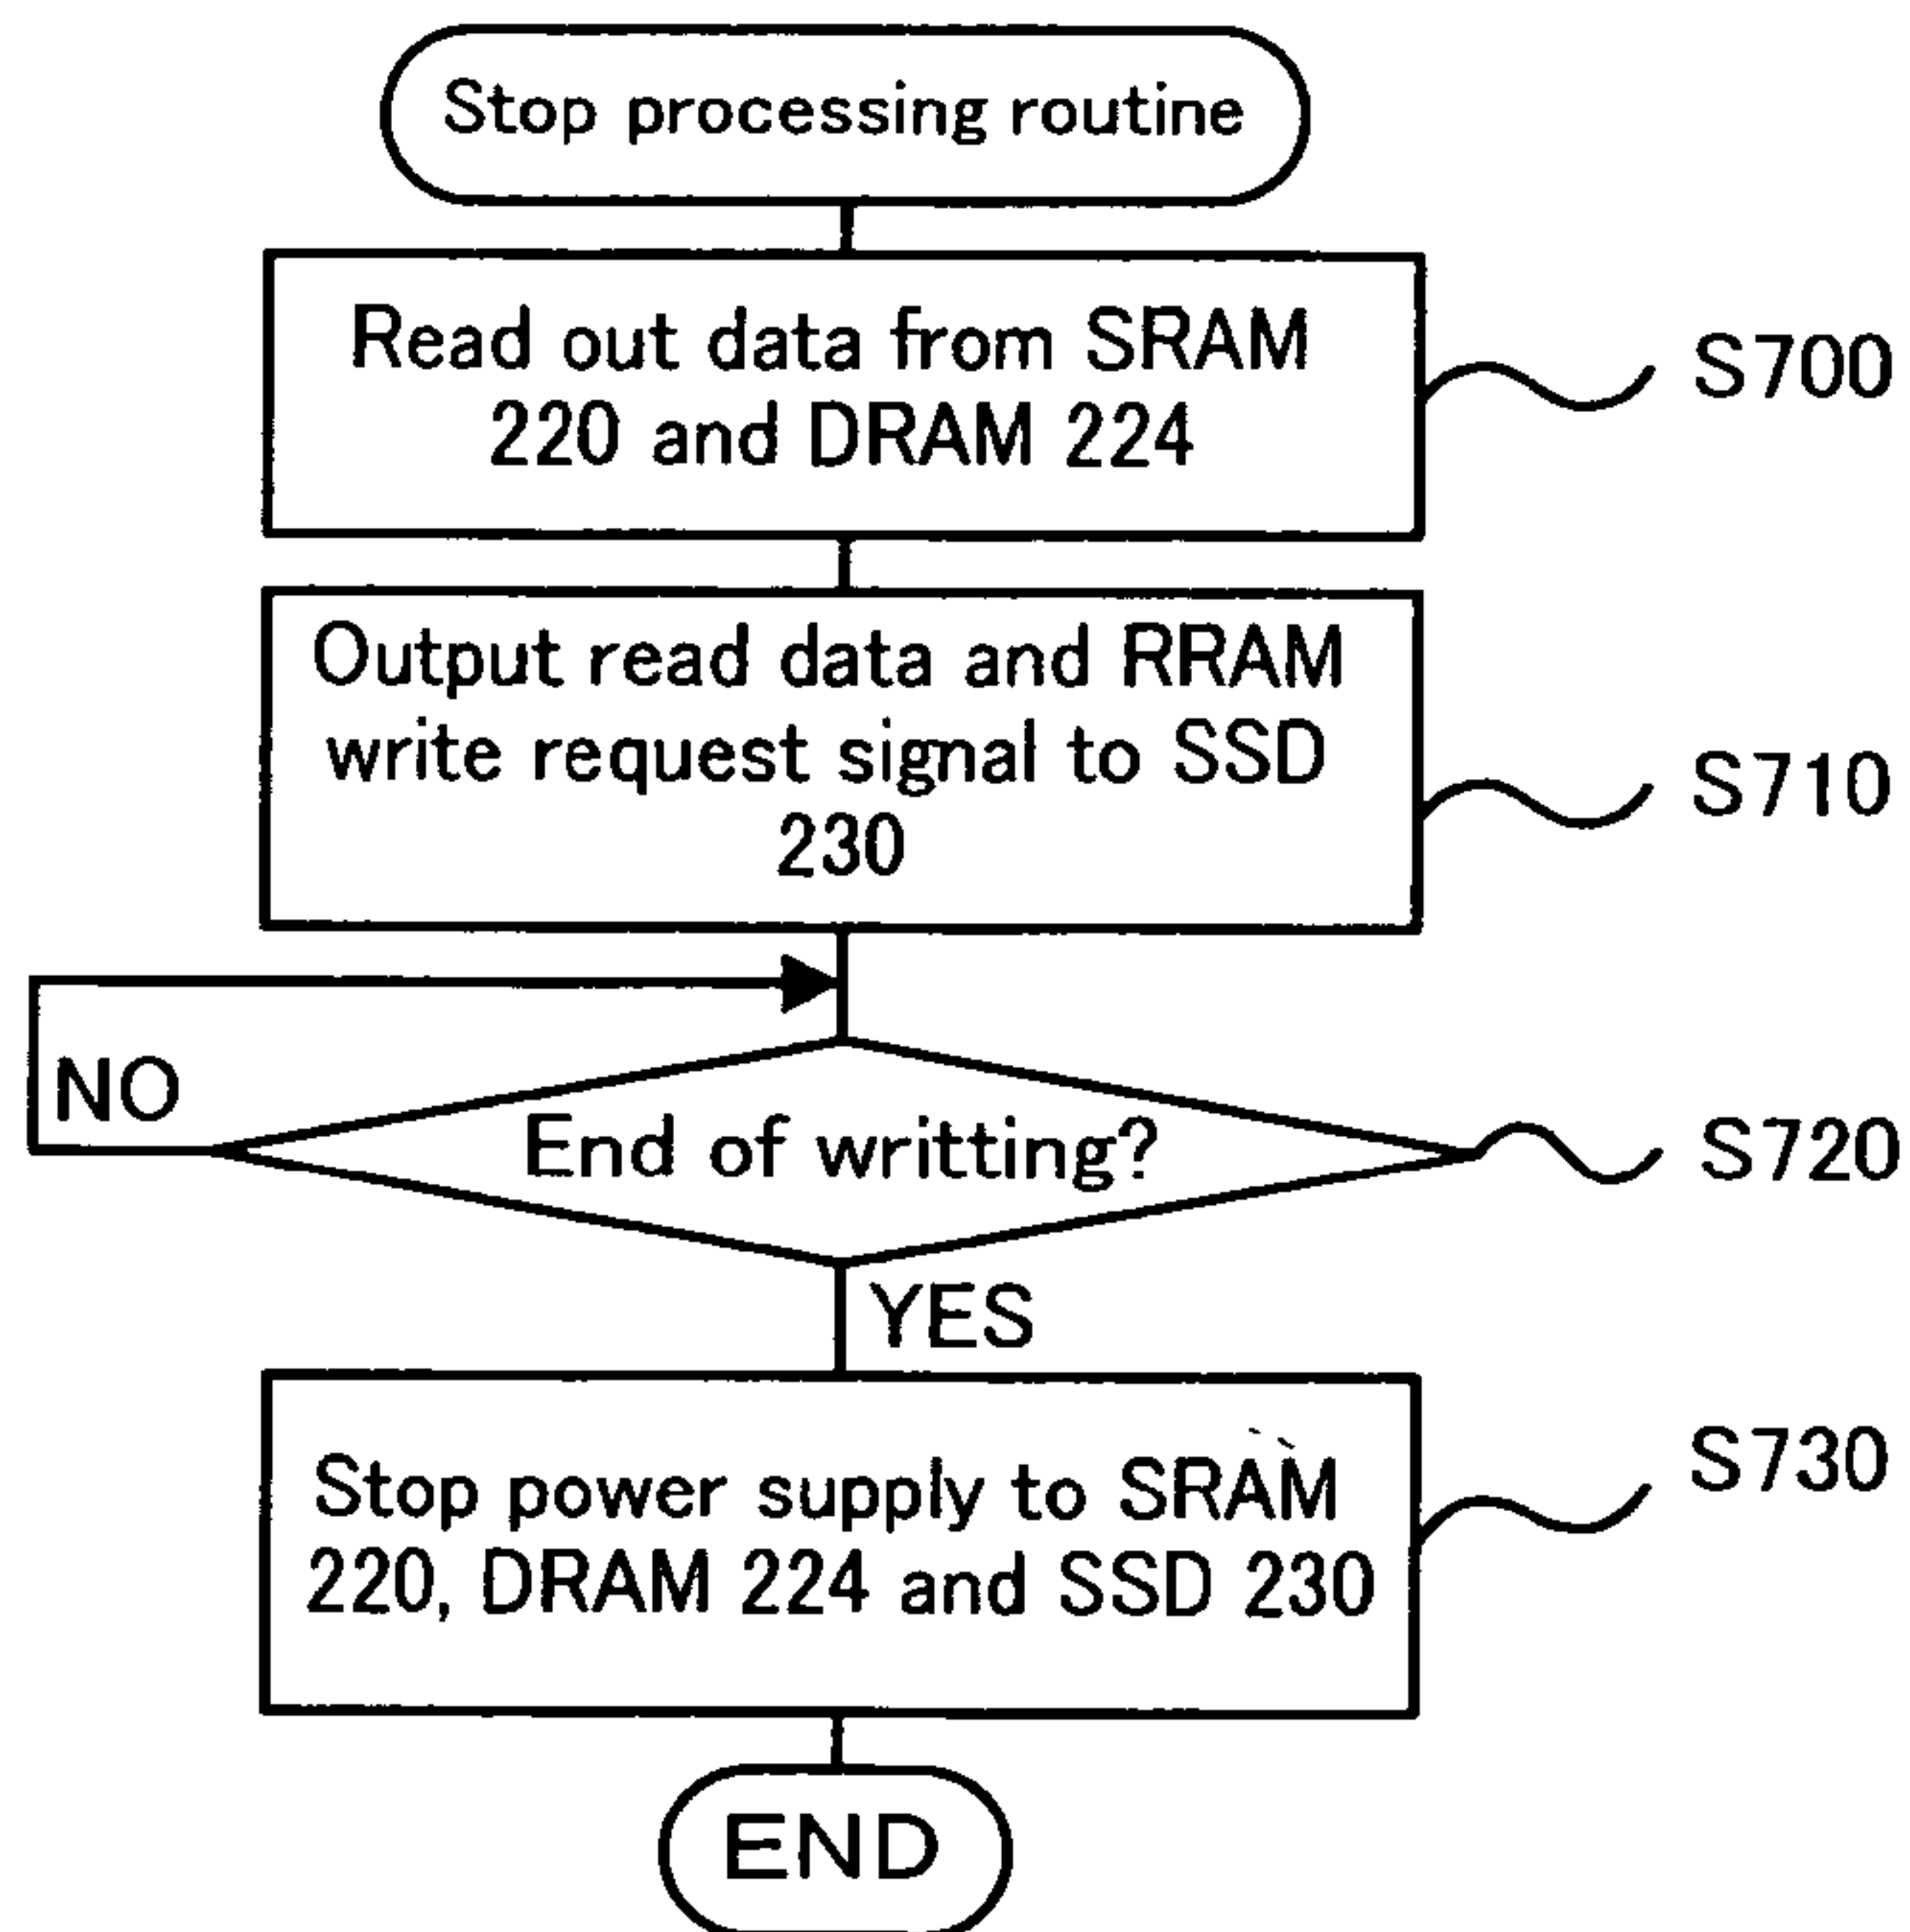 Stop processing routine
Read out data from SRAM
220 and DRAM 224
S700
Output read data and RRAM
write request signal to SSD
230
S710
NO
End of writting?
S720
YES
Stop power supply to SRAM
220, DRAM 224 and SSD 230
S730
END